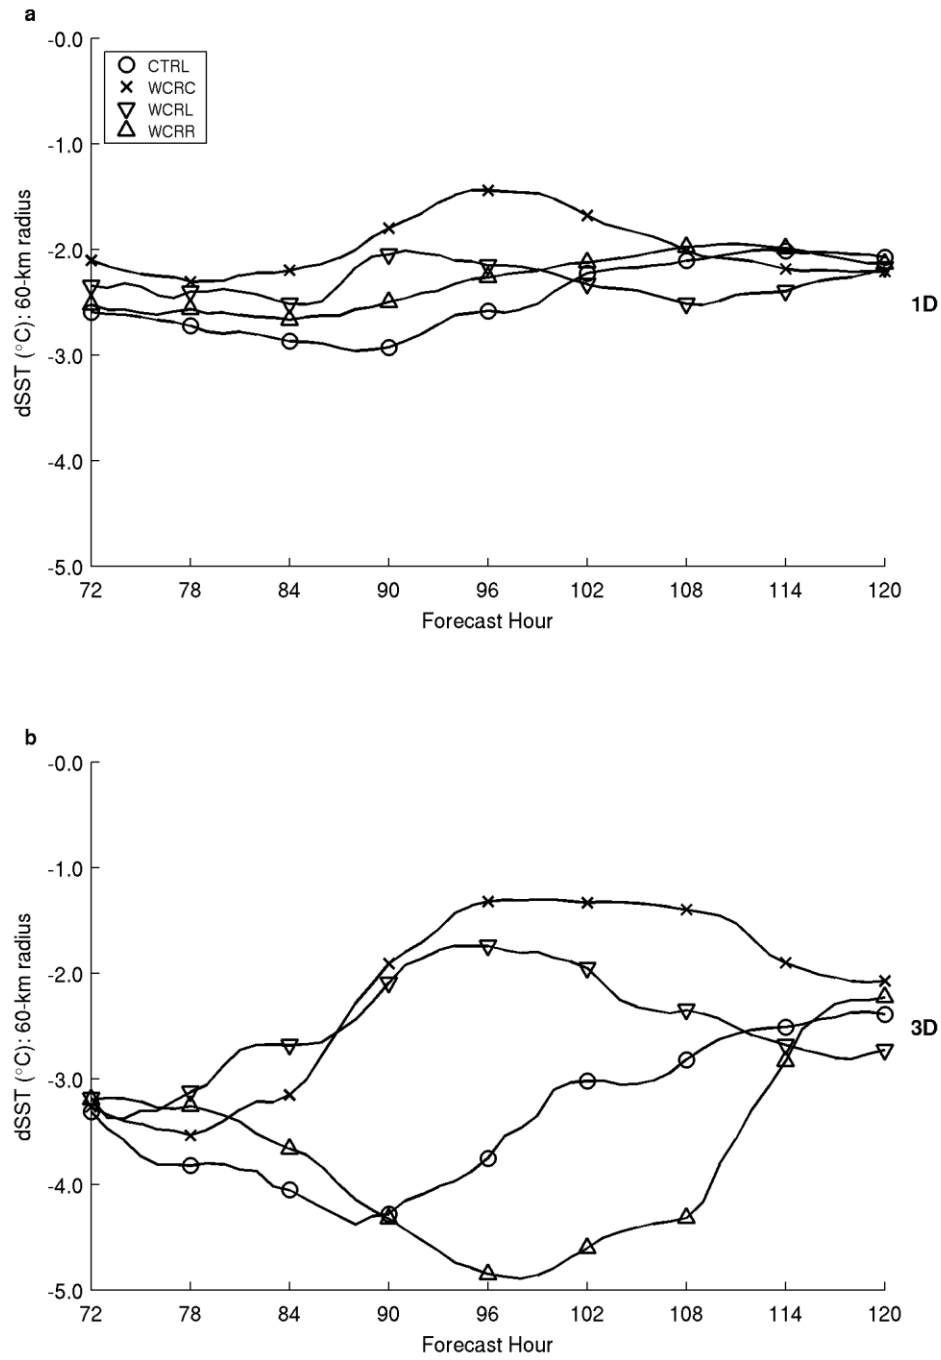 a
-0.0
-1.0
-2.0
-3.0
-4.0
-5.0
dSST (°C): 60-km radius
CTRL
WCRC
WCRL
WCRR
1D
72 78 84 90 96 102 108 114 120
Forecast Hour
b
-0.0
-1.0
-2.0
-3.0
-4.0
-5.0
dSST (°C): 60-km radius
3D
72 78 84 90 96 102 108 114 120
Forecast Hour